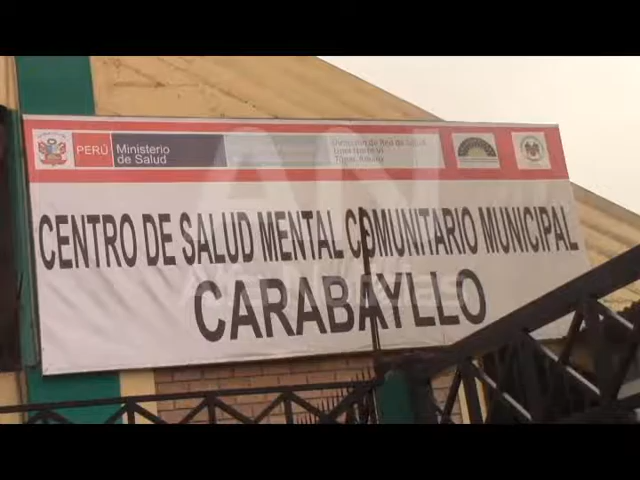 PERÚ
Ministerio
de Salud
Dirección de Red de Salud
Lima Norte VI
Túpac Amaru
CENTRO DE SALUD MENTAL COMUNITARIO MUNICIPAL
CARABAYLLO